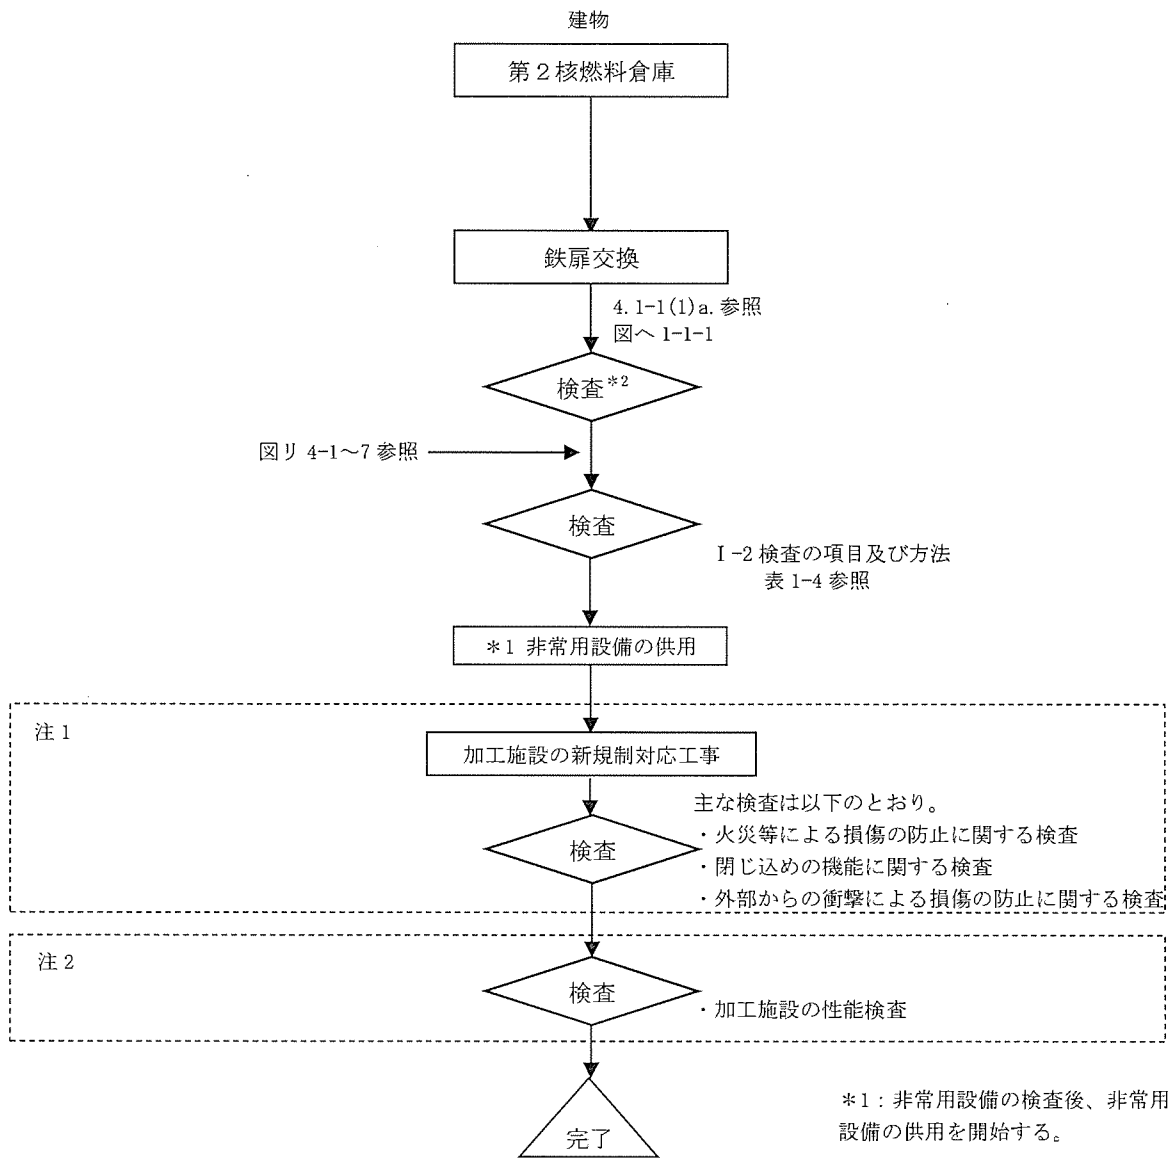 建物
第2核燃料倉庫
鉄扉交換
4.1-1(1)a.参照
図ヘ 1-1-1
検査*2
図リ 4-1～7 参照
検査
Ⅰ-2 検査の項目及び方法
表 1-4 参照
*1 非常用設備の供用
注1
加工施設の新規制対応工事
主な検査は以下のとおり。
検査
・火災等による損傷の防止に関する検査
・閉じ込めの機能に関する検査
・外部からの衝撃による損傷の防止に関する検査
注2
検査
・加工施設の性能検査
完了
*1：非常用設備の検査後、非常用
設備の供用を開始する。